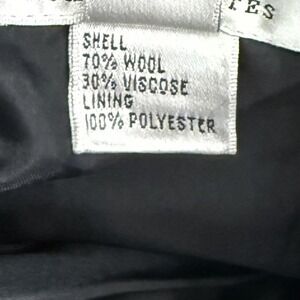 SHELL
70% WOOL
30% VISCOSE
LINING
100% POLYESTER